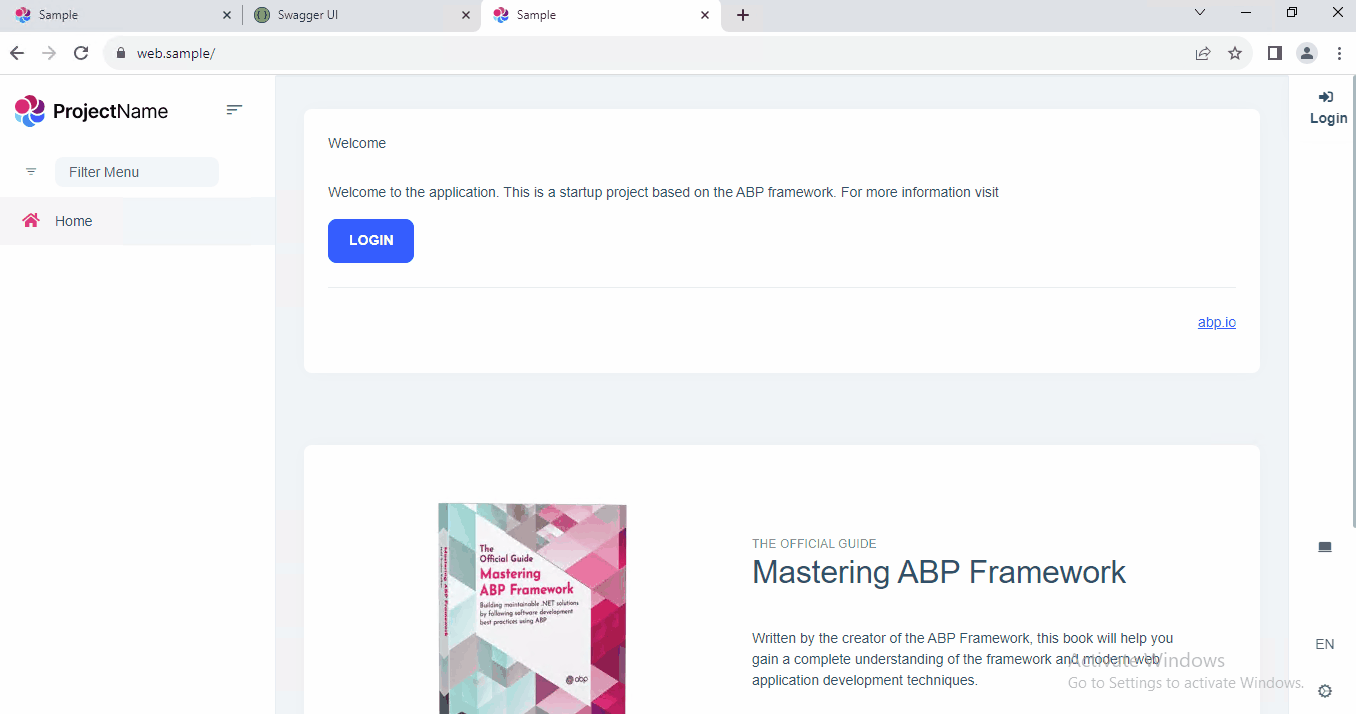 Sample
Swagger UI
Sample
web.sample/
ProjectName
Login
Filter Menu
Home
Welcome
Welcome to the application. This is a startup project based on the ABP framework. For more information visit
LOGIN
abp.io
The
Official Guide
Mastering
ABP Framework
Building maintainable .NET solutions
by following software development
best practices using ABP
abp
THE OFFICIAL GUIDE
Mastering ABP Framework
Written by the creator of the ABP Framework, this book will help you
gain a complete understanding of the framework and modern web
application development techniques.
Activate Windows
Go to Settings to activate Windows.
EN